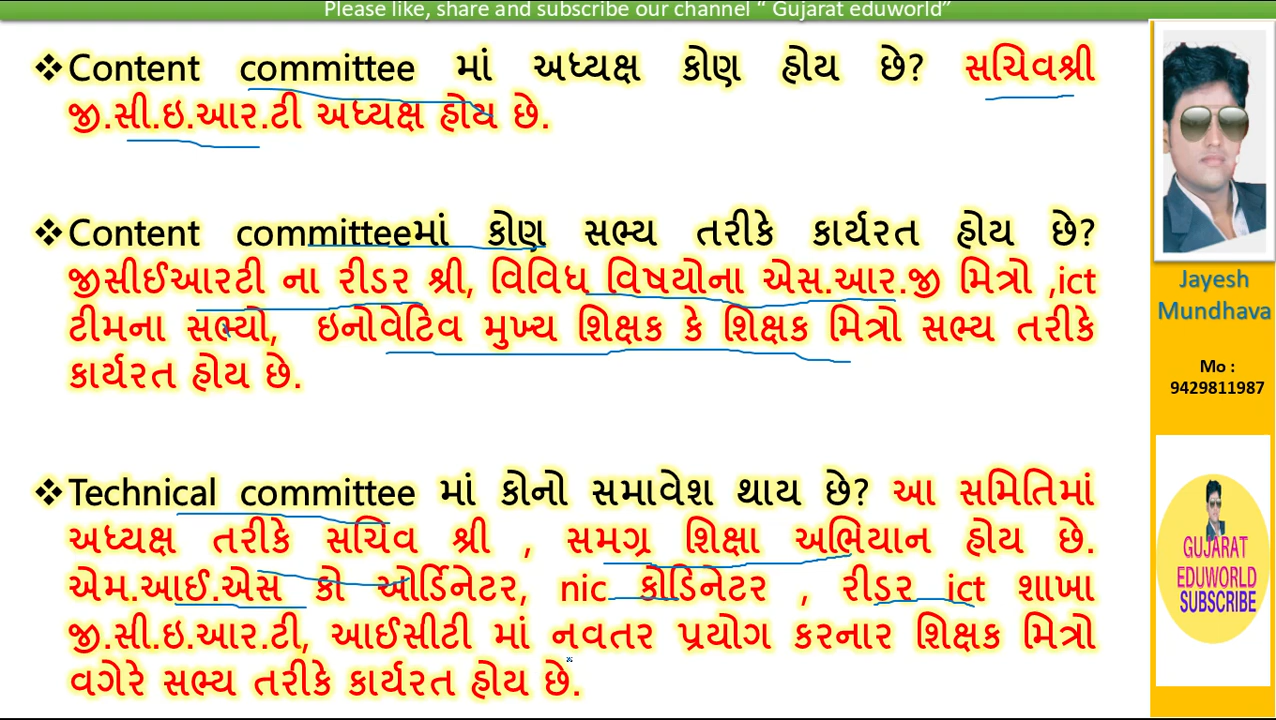 Please like, share and subscribe our channel “ Gujarat eduworld”
❖Content committee માં અધ્યક્ષ કોણ હોય છે? સચિવશ્રી
જી.સી.ઇ.આર.ટી અધ્યક્ષ હોય છે.
❖Content committeeમાં કોણ સભ્ય તરીકે કાર્યરત હોય છે?
જીસીઈઆરટી ના રીડર શ્રી, વિવિધ વિષયોના એસ.આર.જી મિત્રો ,ict
ટીમના સભ્યો, ઇનોવેટિવ મુખ્ય શિક્ષક કે શિક્ષક મિત્રો સભ્ય તરીકે
કાર્યરત હોય છે.
❖Technical committee માં કોનો સમાવેશ થાય છે? આ સમિતિમાં
અધ્યક્ષ તરીકે સચિવ શ્રી , સમગ્ર શિક્ષા અભિયાન હોય છે.
એમ.આઈ.એસ કો ઓર્ડિનેટર, nic કોડિનેટર , રીડર ict શાખા
જી.સી.ઇ.આર.ટી, આઈસીટી માં નવતર પ્રયોગ કરનાર શિક્ષક મિત્રો
વગેરે સભ્ય તરીકે કાર્યરત હોય છે.
Jayesh
Mundhava
Mo :
9429811987
GUJARAT
EDUWORLD
SUBSCRIBE